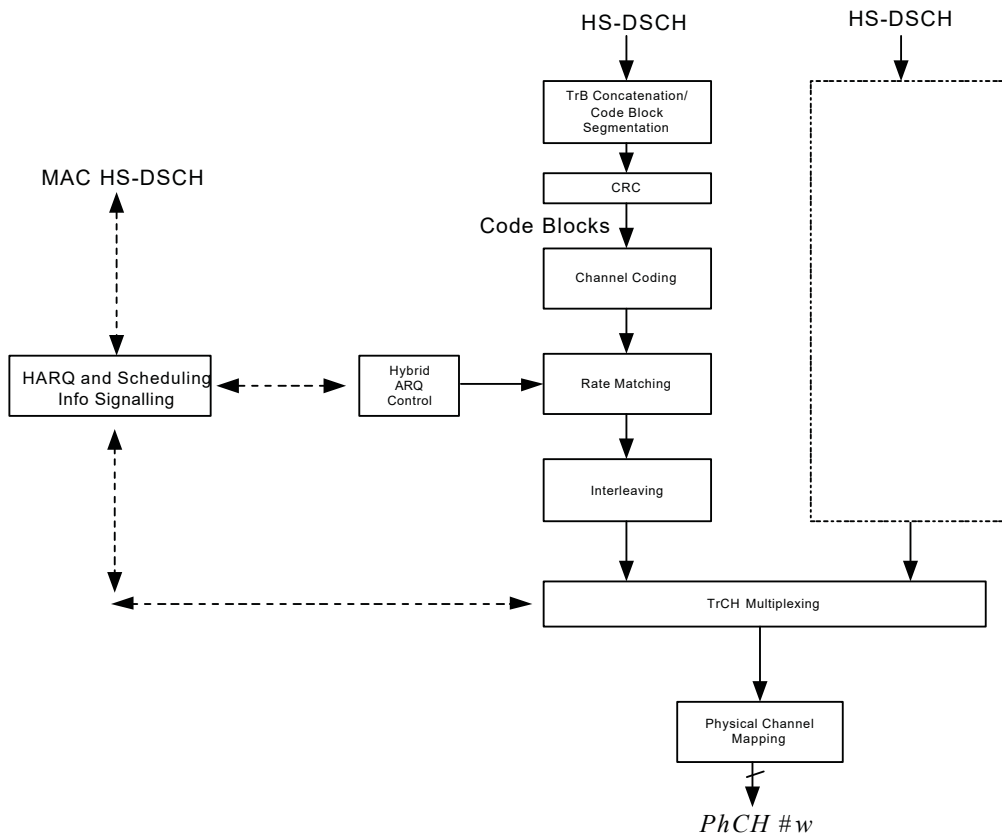 HS-DSCH
HS-DSCH
TrB Concatenation/
Code Block
Segmentation
MAC HS-DSCH
CRC
Code Blocks
Channel Coding
HARQ and Scheduling
Info Signalling
Hybrid
ARQ
Control
Rate Matching
Interleaving
TrCH Multiplexing
Physical Channel
Mapping
PhCH #w